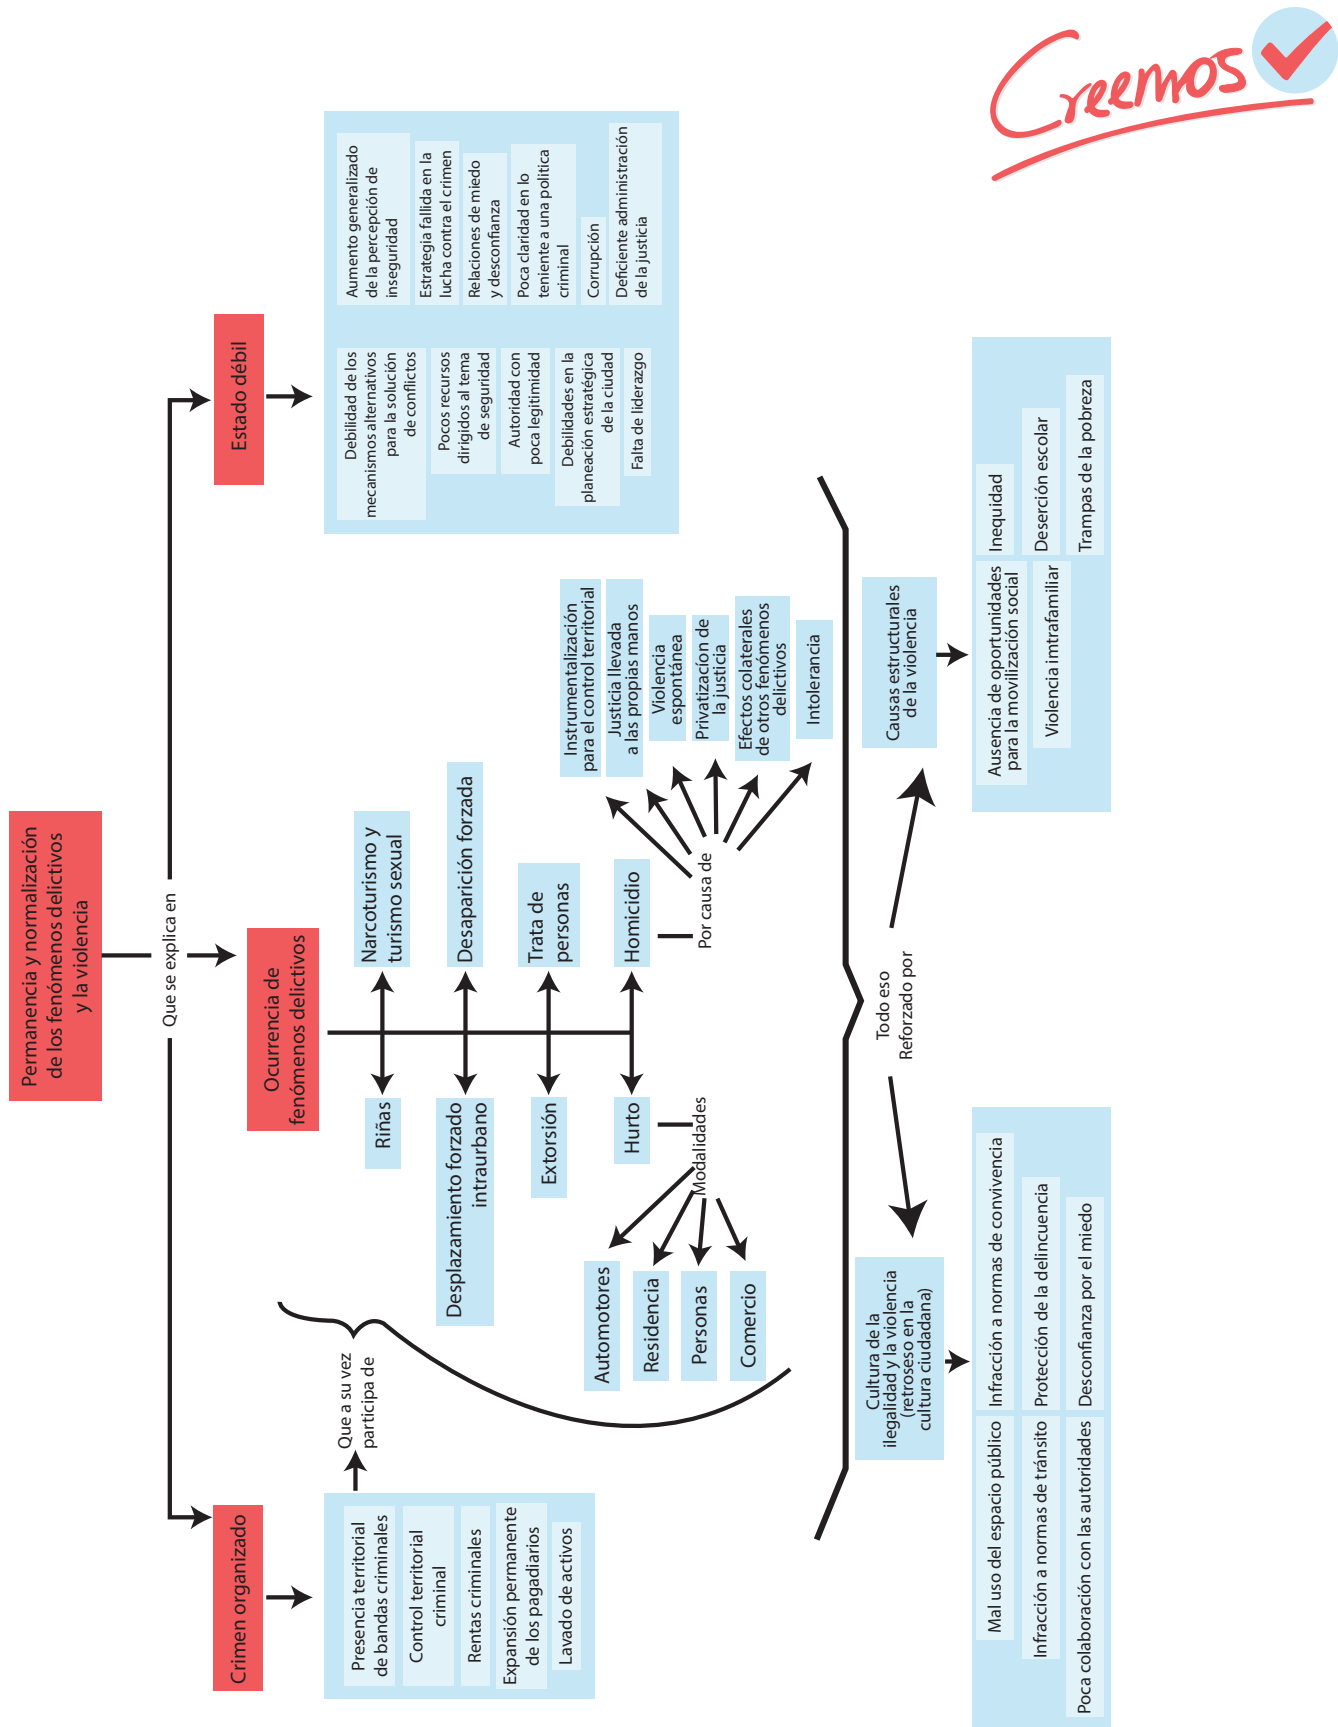 Creemos
Permanencia y normalización
de los fenómenos delictivos
y la violencia
Que se explica en
Crimen organizado
Presencia territorial
de bandas criminales
Control territorial
criminal
Rentas criminales
Expansión permanente
de los pagadiarios
Lavado de activos
Que a su vez
participa de
Ocurrencia de
fenómenos delictivos
Riñas
Narcoturismo y
turismo sexual
Desplazamiento forzado
intraurbano
Desaparición forzada
Extorsión
Trata de
personas
Hurto
Homicidio
Modalidades
Automotores
Residencia
Personas
Comercio
Por causa de
Instrumentalización
para el control territorial
Justicia llevada
a las propias manos
Violencia
espontánea
Privatizacíon de
la justicia
Efectos colaterales
de otros fenómenos
delictivos
Intolerancia
Estado débil
Debilidad de los
mecanismos alternativos
para la solución
de conflictos
Pocos recursos
dirigidos al tema
de seguridad
Autoridad con
poca legitimidad
Debilidades en la
planeación estratégica
de la ciudad
Falta de liderazgo
Aumento generalizado
de la percepción de
inseguridad
Estrategia fallida en la
lucha contra el crimen
Relaciones de miedo
y desconfianza
Poca claridad en lo
teniente a una política
criminal
Corrupción
Deficiente administración
de la justicia
Todo eso
Reforzado por
Cultura de la
ilegalidad y la violencia
(retroseso en la
cultura ciudadana)
Mal uso del espacio público
Infracción a normas de tránsito
Poca colaboración con las autoridades
Infracción a normas de convivencia
Protección de la delincuencia
Desconfianza por el miedo
Causas estructurales
de la violencia
Ausencia de oportunidades
para la movilización social
Violencia imtrafamiliar
Inequidad
Deserción escolar
Trampas de la pobreza